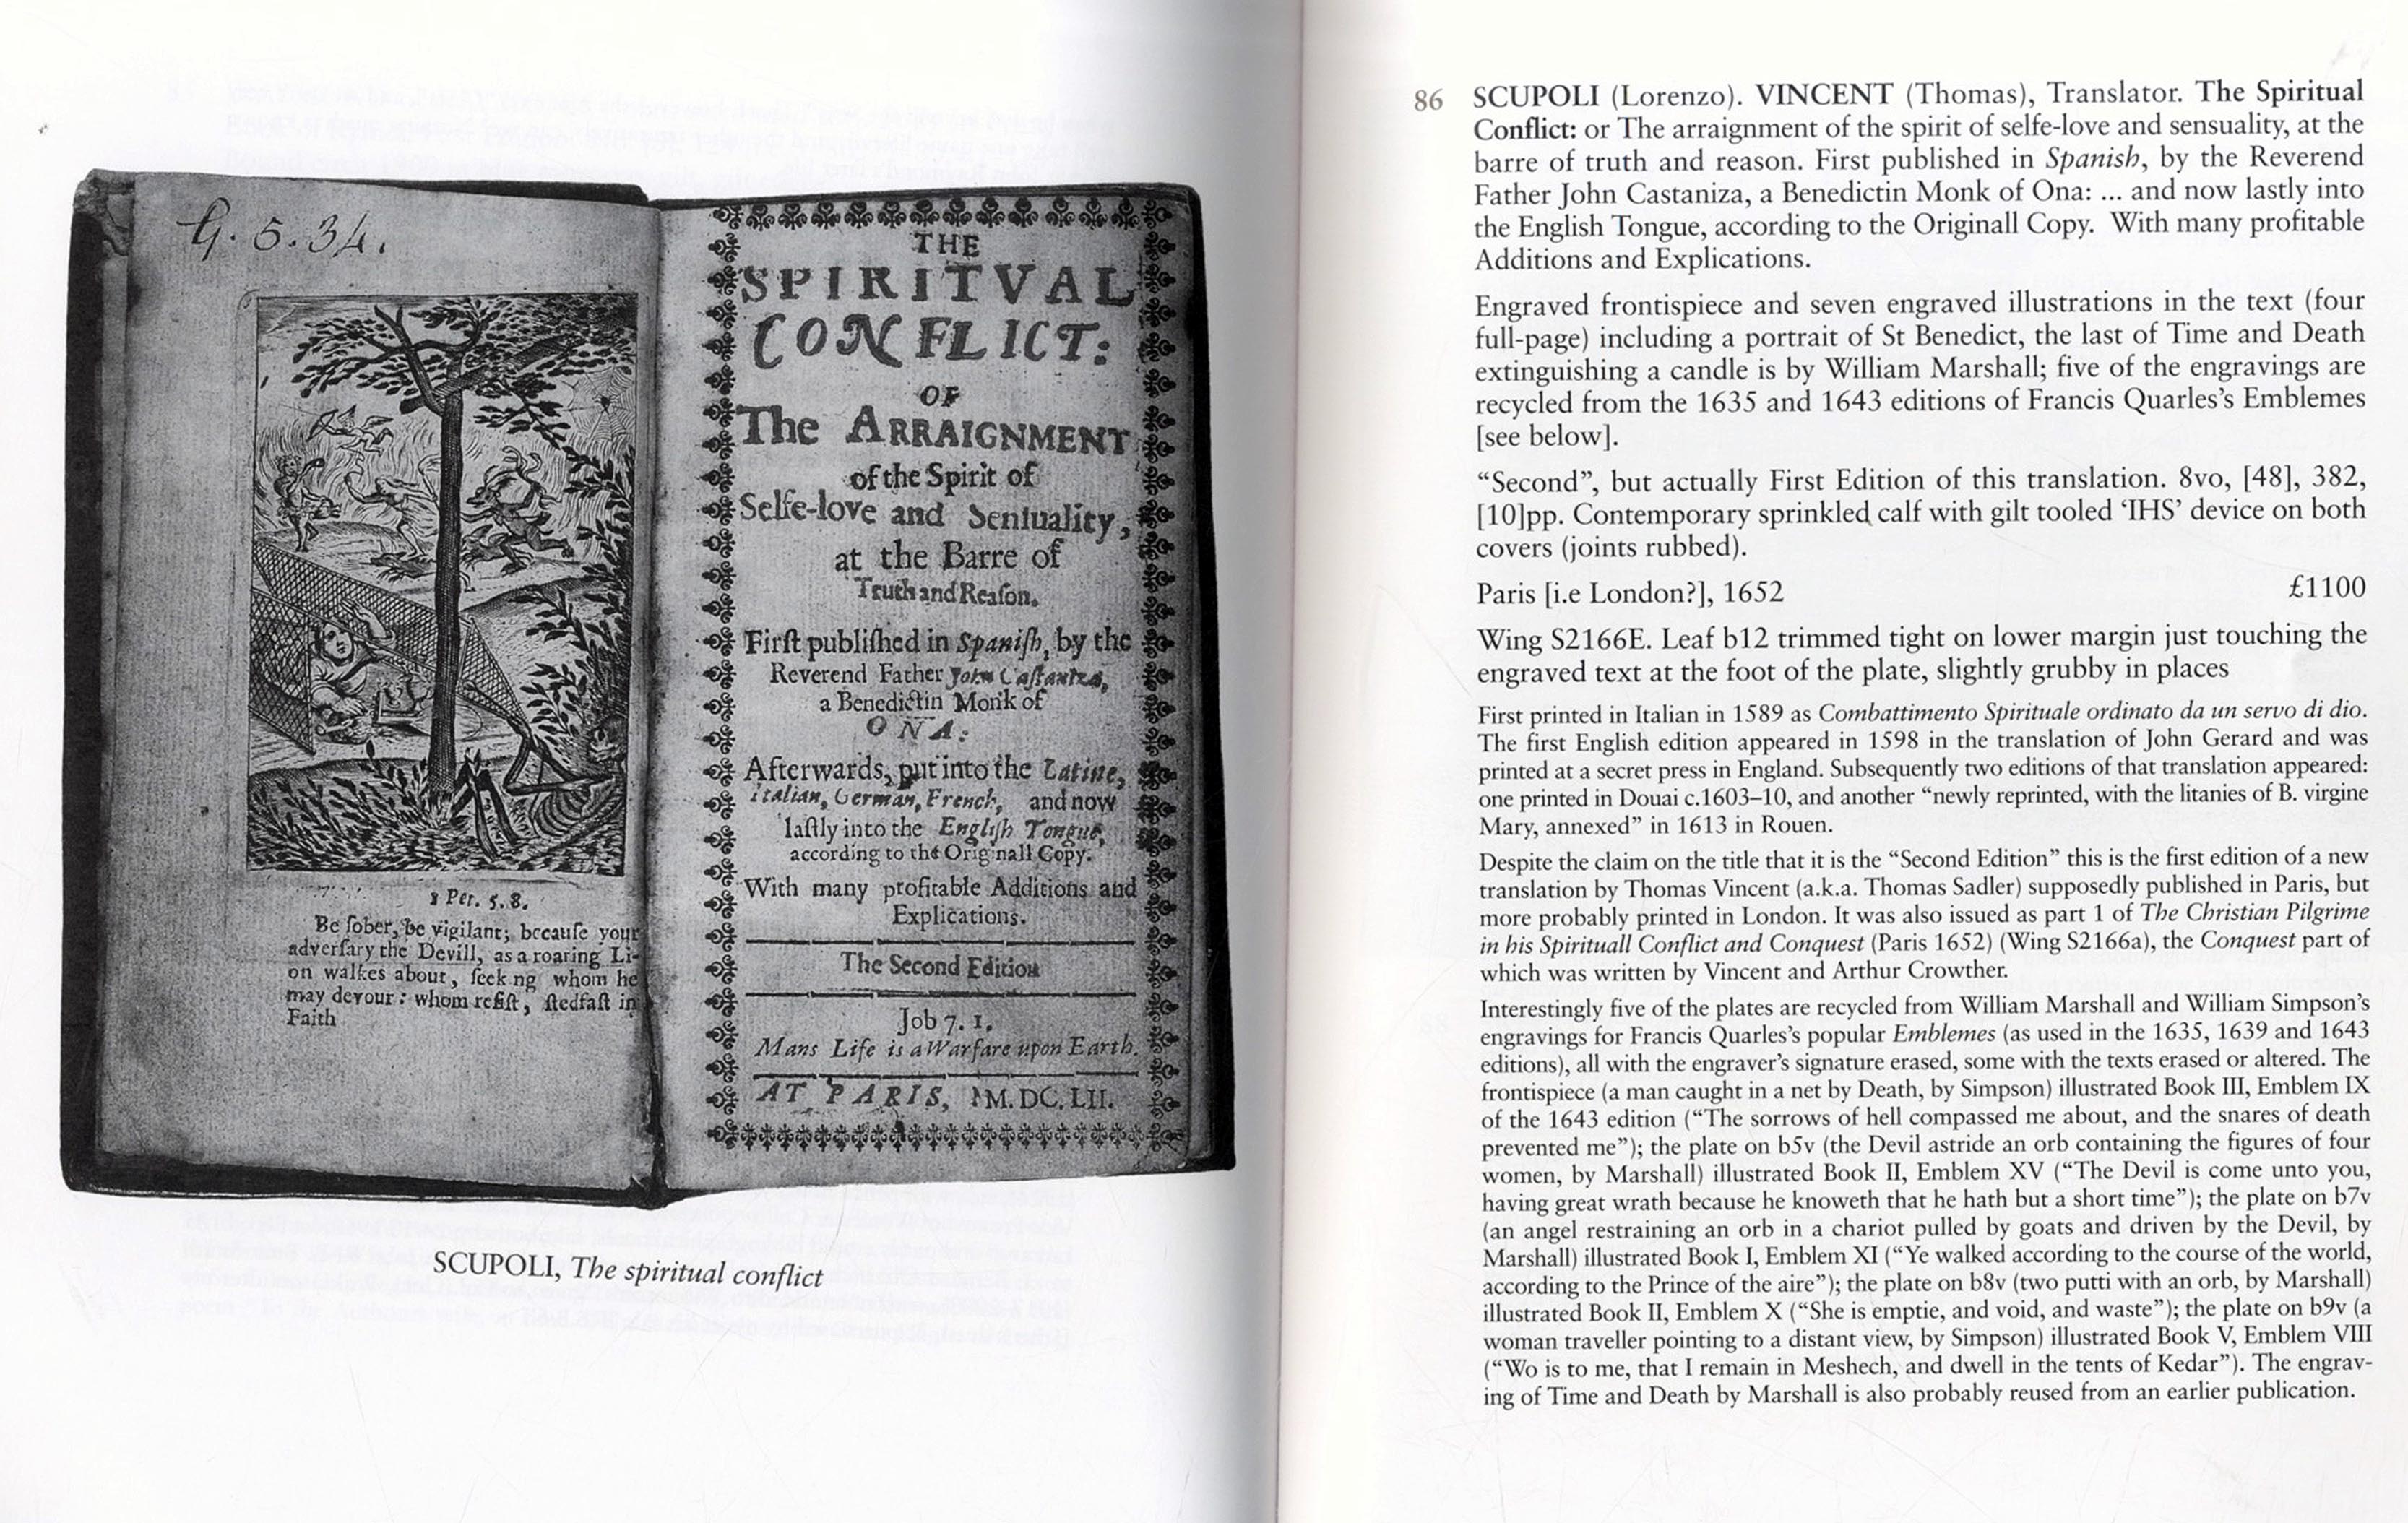 G. 5. 34.
1 Pet. 5. 8.
Be ſober, be vigilant; becauſe your
adverſary the Devill, as a roaring Li-
on walkes about, ſeek ng whom he
may devour: whom reſiſt, ſtedfaſt in
Faith
THE
SPIRITVAL
CONFLICT:
OR
The ARRAIGNMENT
of the Spirit of
Selfe-love and Senſuality,
at the Barre of
Truth and Reaſon.
Firſt publiſhed in Spaniſh, by the
Reverend Father John Caſtaniza,
a Benedictin Monk of
ONA:
Afterwards, put into the Latine,
Italian, German, French, and now
laſtly into the Engliſh Tongue,
according to the Orig nall Copy.
With many profitable Additions and
Explications.
The Second Edition
Job 7. 1.
Mans Life is a Warfare upon Earth.
AT PARIS, M. DC. LII.
SCUPOLI, The spiritual conflict
86 SCUPOLI (Lorenzo). VINCENT (Thomas), Translator. The Spiritual
Conflict: or The arraignment of the spirit of selfe-love and sensuality, at the
barre of truth and reason. First published in Spanish, by the Reverend
Father John Castaniza, a Benedictin Monk of Ona: ... and now lastly into
the English Tongue, according to the Originall Copy. With many profitable
Additions and Explications.
Engraved frontispiece and seven engraved illustrations in the text (four
full-page) including a portrait of St Benedict, the last of Time and Death
extinguishing a candle is by William Marshall; five of the engravings are
recycled from the 1635 and 1643 editions of Francis Quarles's Emblemes
[see below].
“Second”, but actually First Edition of this translation. 8vo, [48], 382,
[10]pp. Contemporary sprinkled calf with gilt tooled ‘IHS’ device on both
covers (joints rubbed).
Paris [i.e London?], 1652 £1100
Wing S2166E. Leaf b12 trimmed tight on lower margin just touching the
engraved text at the foot of the plate, slightly grubby in places
First printed in Italian in 1589 as Combattimento Spirituale ordinato da un servo di dio.
The first English edition appeared in 1598 in the translation of John Gerard and was
printed at a secret press in England. Subsequently two editions of that translation appeared:
one printed in Douai c.1603–10, and another “newly reprinted, with the litanies of B. virgine
Mary, annexed” in 1613 in Rouen.
Despite the claim on the title that it is the “Second Edition” this is the first edition of a new
translation by Thomas Vincent (a.k.a. Thomas Sadler) supposedly published in Paris, but
more probably printed in London. It was also issued as part 1 of The Christian Pilgrime
in his Spirituall Conflict and Conquest (Paris 1652) (Wing S2166a), the Conquest part of
which was written by Vincent and Arthur Crowther.
Interestingly five of the plates are recycled from William Marshall and William Simpson's
engravings for Francis Quarles's popular Emblemes (as used in the 1635, 1639 and 1643
editions), all with the engraver's signature erased, some with the texts erased or altered. The
frontispiece (a man caught in a net by Death, by Simpson) illustrated Book III, Emblem IX
of the 1643 edition (“The sorrows of hell compassed me about, and the snares of death
prevented me”); the plate on b5v (the Devil astride an orb containing the figures of four
women, by Marshall) illustrated Book II, Emblem XV (“The Devil is come unto you,
having great wrath because he knoweth that he hath but a short time”); the plate on b7v
(an angel restraining an orb in a chariot pulled by goats and driven by the Devil, by
Marshall) illustrated Book I, Emblem XI (“Ye walked according to the course of the world,
according to the Prince of the aire”); the plate on b8v (two putti with an orb, by Marshall)
illustrated Book II, Emblem X (“She is emptie, and void, and waste”); the plate on b9v (a
woman traveller pointing to a distant view, by Simpson) illustrated Book V, Emblem VIII
(“Wo is to me, that I remain in Meshech, and dwell in the tents of Kedar”). The engrav-
ing of Time and Death by Marshall is also probably reused from an earlier publication.